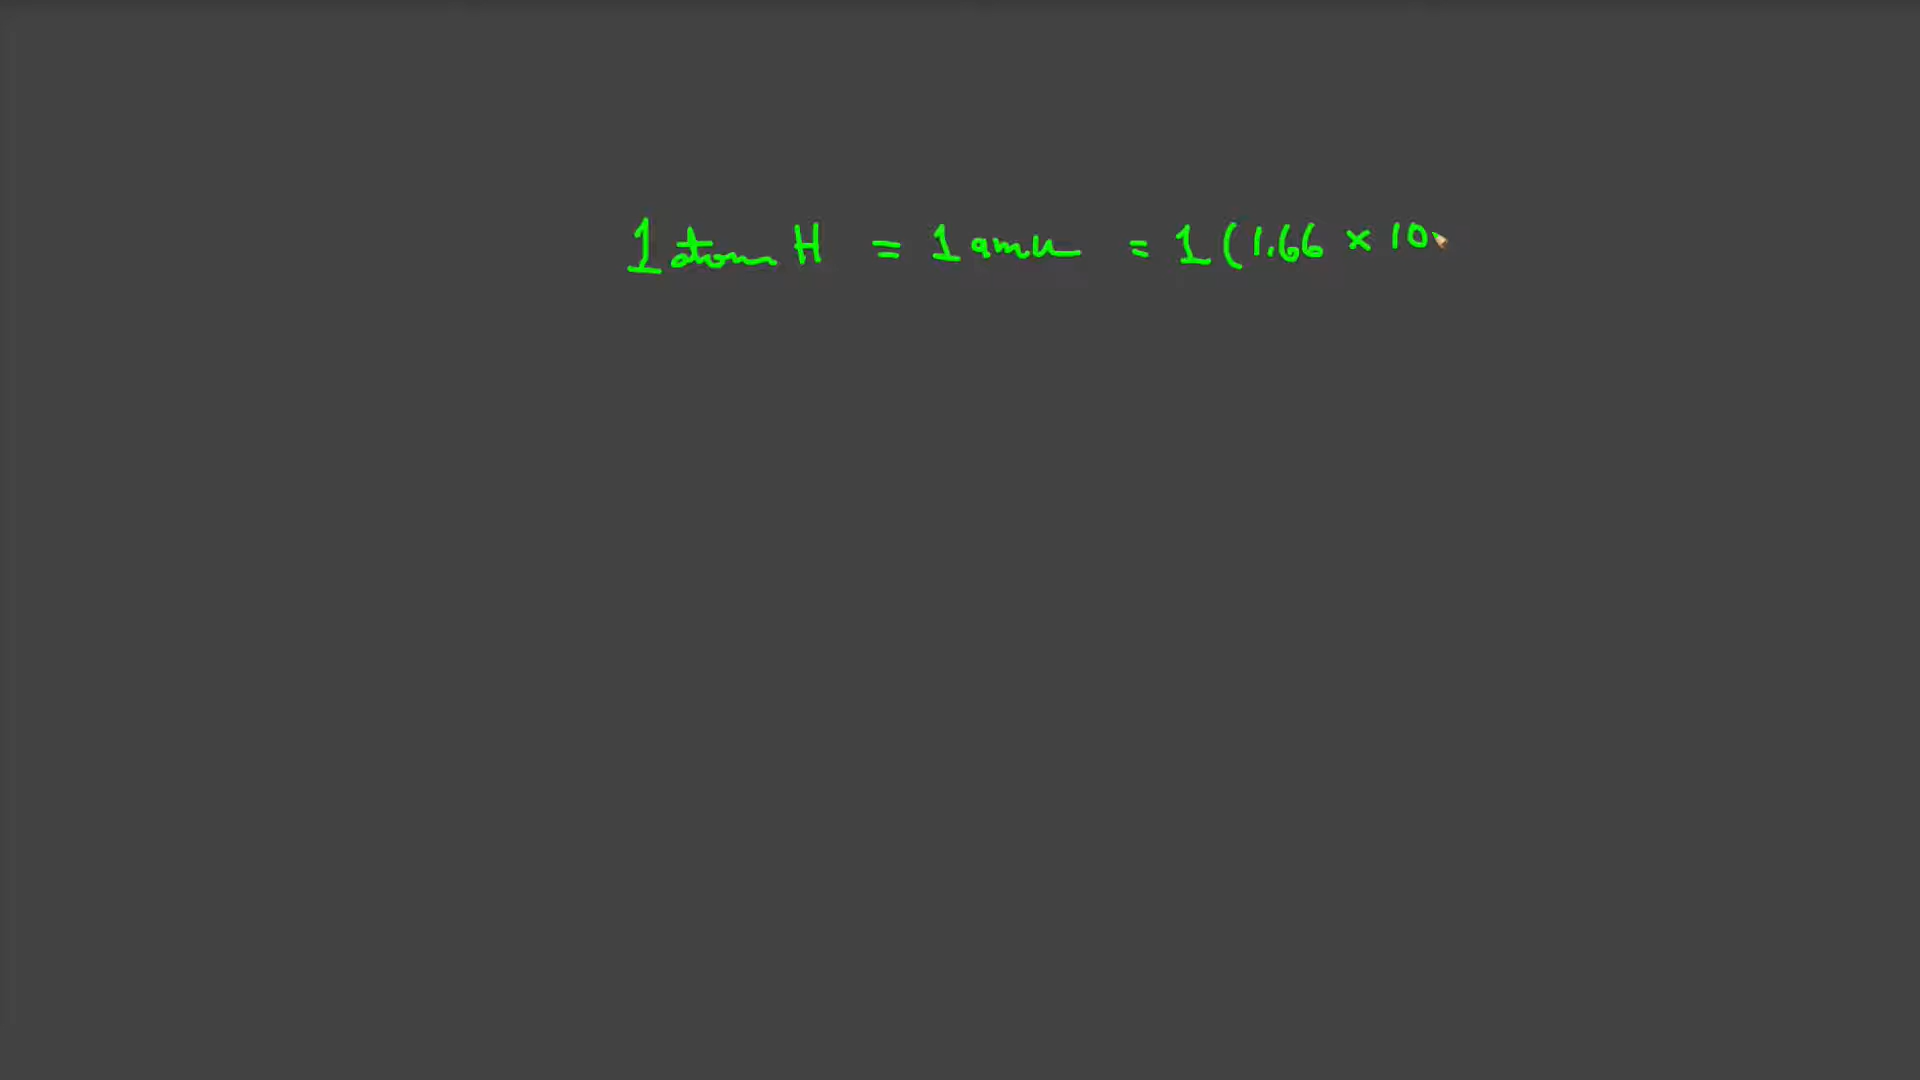 1 atom H = 1 amu = 1 (1.66 × 10